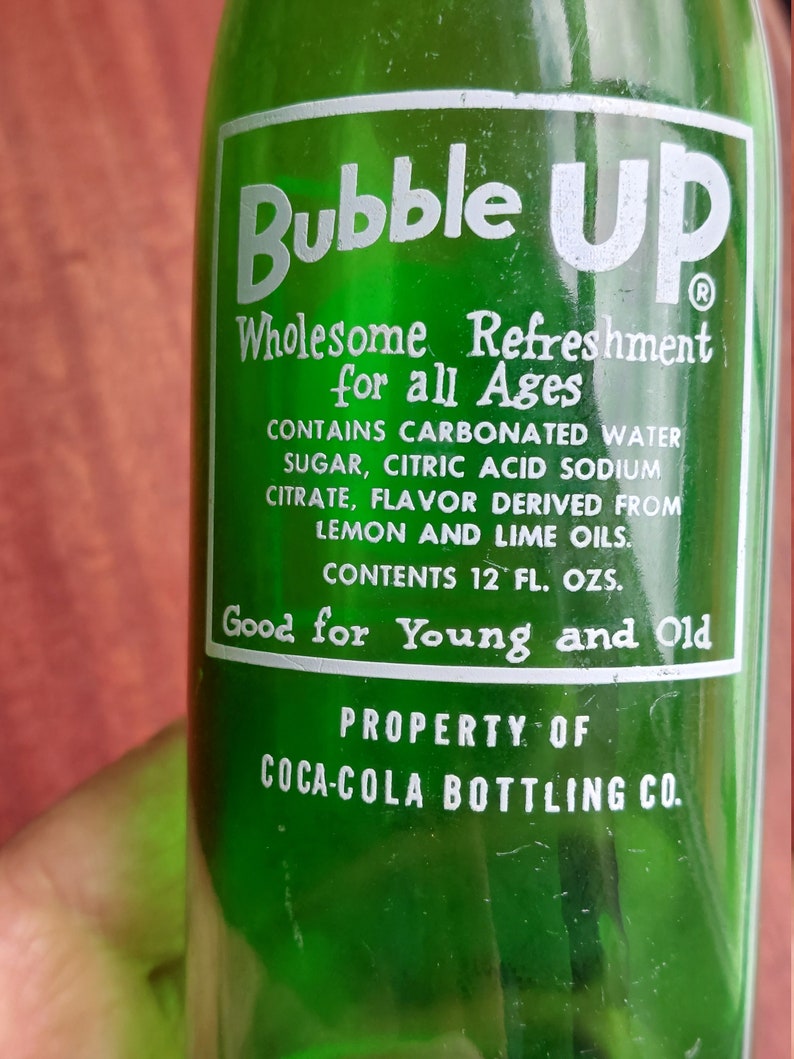 Bubble UP®
Wholesome Refreshment
for all Ages
CONTAINS CARBONATED WATER
SUGAR, CITRIC ACID SODIUM
CITRATE, FLAVOR DERIVED FROM
LEMON AND LIME OILS.
CONTENTS 12 FL. OZS.
Good for Young and Old
PROPERTY OF
COCA-COLA BOTTLING CO.